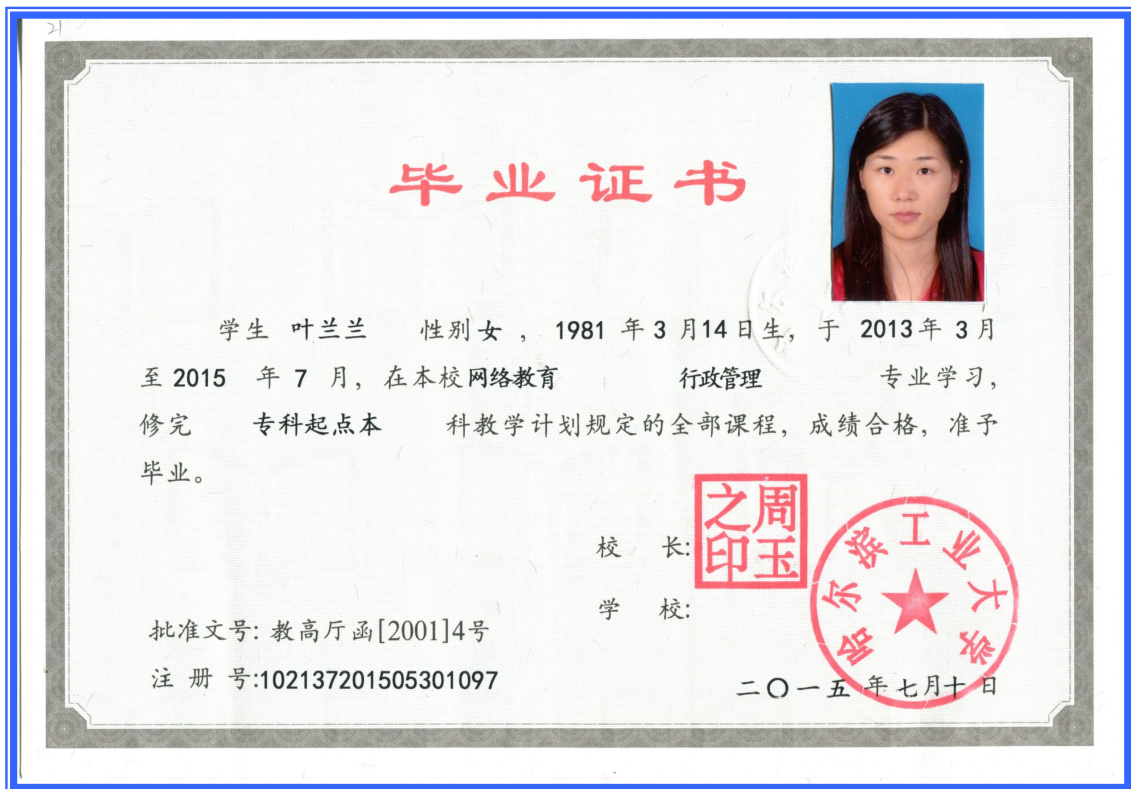 21
毕业证书
学生 叶兰兰 性别 女 , 1981 年 3 月 14 日生, 于 2013 年 3 月
至 2015 年 7 月, 在本校 网络教育 行政管理 专业学习,
修完 专科起点本 科教学计划规定的全部课程, 成绩合格, 准予
毕业。
校 长:
周玉之印
学 校:
哈尔滨工业大学
批准文号: 教高厅函[2001]4号
注 册 号:102137201505301097
二〇一五 年 七月十 日